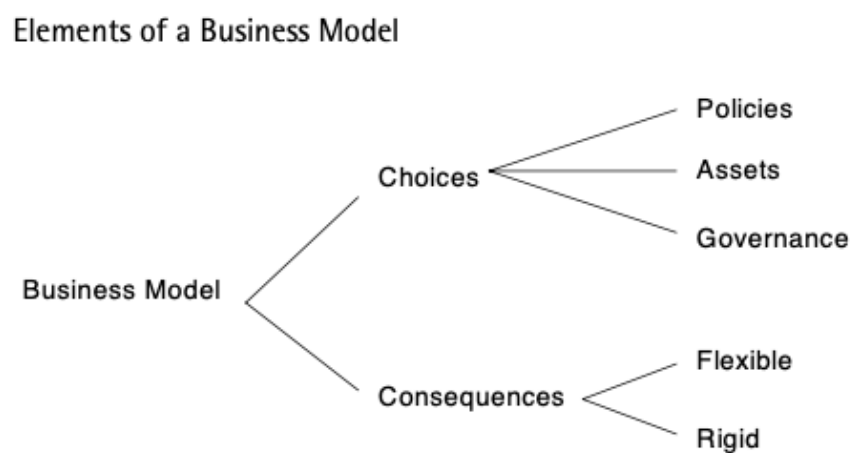 Elements of a Business Model
Policies
Choices
Assets
Governance
Business Model
Flexible
Consequences
Rigid